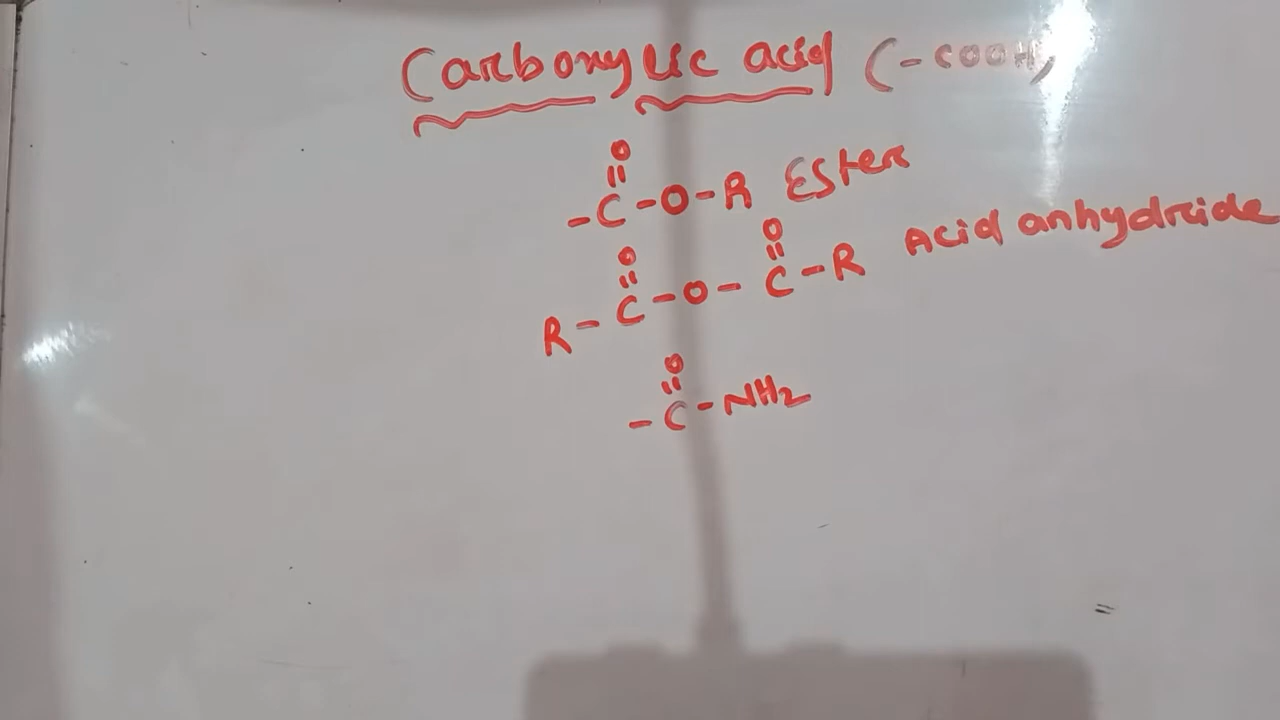 Carboxylic acid (-COOH)
O
||
-C-O-R Ester
O O
|| ||
R-C-O-C-R Acid anhydride
O
||
-C-NH2